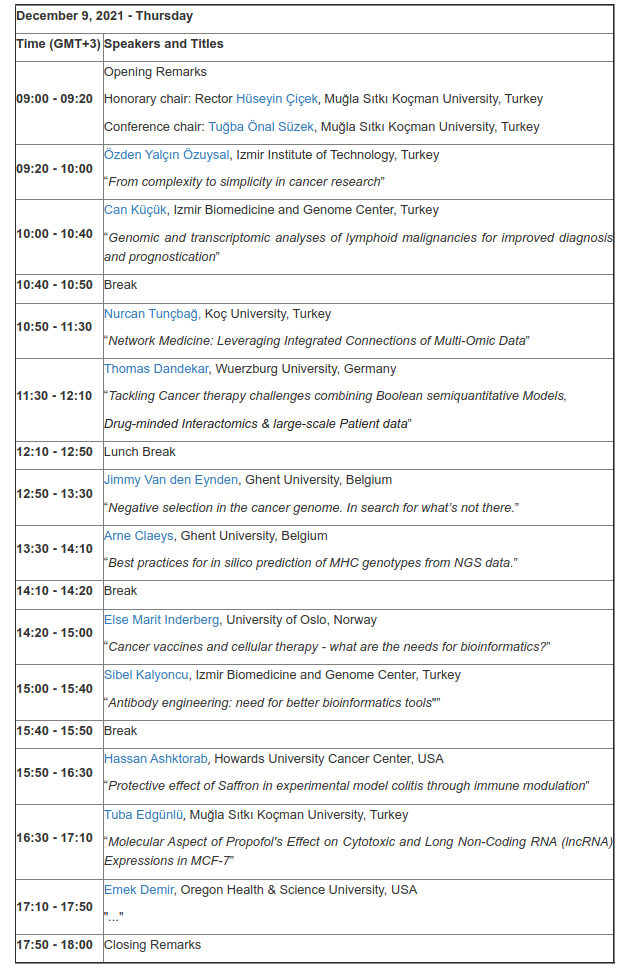 December 9, 2021 - Thursday
Time (GMT+3) Speakers and Titles
Opening Remarks
09:00 - 09:20 Honorary chair: Rector Hüseyin Çiçek, Muğla Sıtkı Koçman University, Turkey
Conference chair: Tuğba Önal Süzek, Muğla Sıtkı Koçman University, Turkey
09:20 - 10:00
Özden Yalçın Özuysal, Izmir Institute of Technology, Turkey
“From complexity to simplicity in cancer research”
10:00 - 10:40
Can Küçük, Izmir Biomedicine and Genome Center, Turkey
“Genomic and transcriptomic analyses of lymphoid malignancies for improved diagnosis
and prognostication”
10:40 - 10:50 Break
10:50 - 11:30
Nurcan Tunçbağ, Koç University, Turkey
“Network Medicine: Leveraging Integrated Connections of Multi-Omic Data”
11:30 - 12:10
Thomas Dandekar, Wuerzburg University, Germany
“Tackling Cancer therapy challenges combining Boolean semiquantitative Models,
Drug-minded Interactomics & large-scale Patient data”
12:10 - 12:50 Lunch Break
12:50 - 13:30
Jimmy Van den Eynden, Ghent University, Belgium
“Negative selection in the cancer genome. In search for what’s not there.”
13:30 - 14:10
Arne Claeys, Ghent University, Belgium
“Best practices for in silico prediction of MHC genotypes from NGS data.”
14:10 - 14:20 Break
14:20 - 15:00
Else Marit Inderberg, University of Oslo, Norway
“Cancer vaccines and cellular therapy - what are the needs for bioinformatics?”
15:00 - 15:40
Sibel Kalyoncu, Izmir Biomedicine and Genome Center, Turkey
“Antibody engineering: need for better bioinformatics tools"”
15:40 - 15:50 Break
15:50 - 16:30
Hassan Ashktorab, Howards University Cancer Center, USA
“Protective effect of Saffron in experimental model colitis through immune modulation”
16:30 - 17:10
Tuba Edgünlü, Muğla Sıtkı Koçman University, Turkey
“Molecular Aspect of Propofol's Effect on Cytotoxic and Long Non-Coding RNA (lncRNA)
Expressions in MCF-7”
17:10 - 17:50
Emek Demir, Oregon Health & Science University, USA
"..."
17:50 - 18:00 Closing Remarks